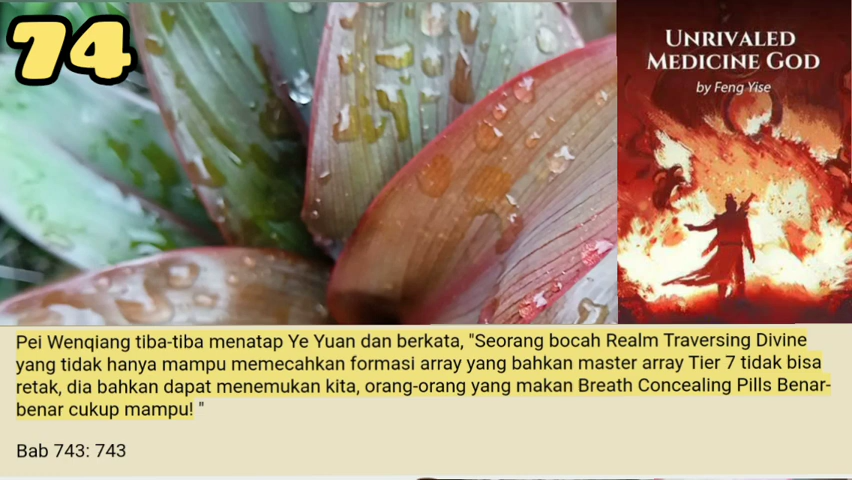 74
UNRIVALED
MEDICINE GOD
by Feng Yise
Pei Wenqiang tiba-tiba menatap Ye Yuan dan berkata, "Seorang bocah Realm Traversing Divine
yang tidak hanya mampu memecahkan formasi array yang bahkan master array Tier 7 tidak bisa
retak, dia bahkan dapat menemukan kita, orang-orang yang makan Breath Concealing Pills Benar-
benar cukup mampu! "
Bab 743: 743